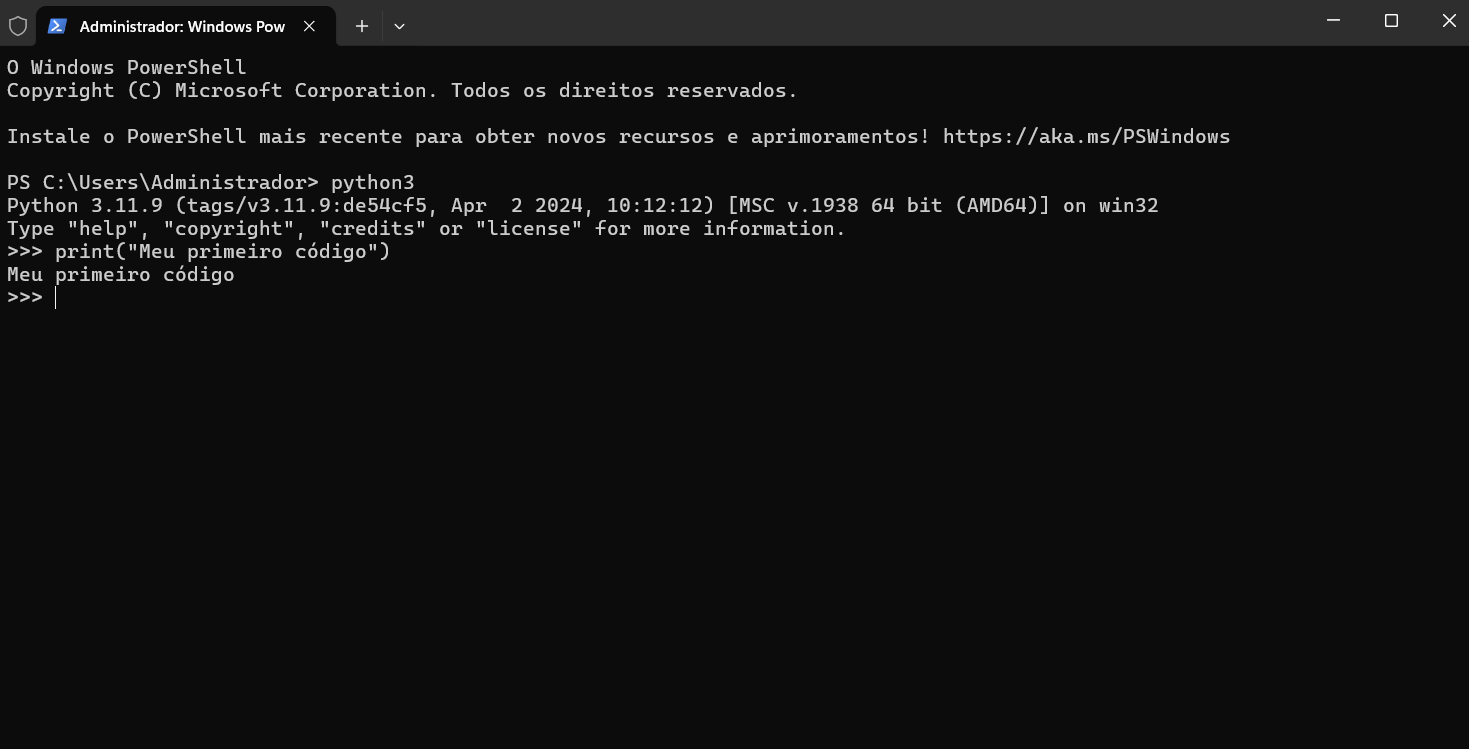 Administrador: Windows Pow
O Windows PowerShell
Copyright (C) Microsoft Corporation. Todos os direitos reservados.
Instale o PowerShell mais recente para obter novos recursos e aprimoramentos! https://aka.ms/PSWindows
PS C:\Users\Administrador> python3
Python 3.11.9 (tags/v3.11.9:de54cf5, Apr  2 2024, 10:12:12) [MSC v.1938 64 bit (AMD64)] on win32
Type "help", "copyright", "credits" or "license" for more information.
>>> print("Meu primeiro código")
Meu primeiro código
>>>